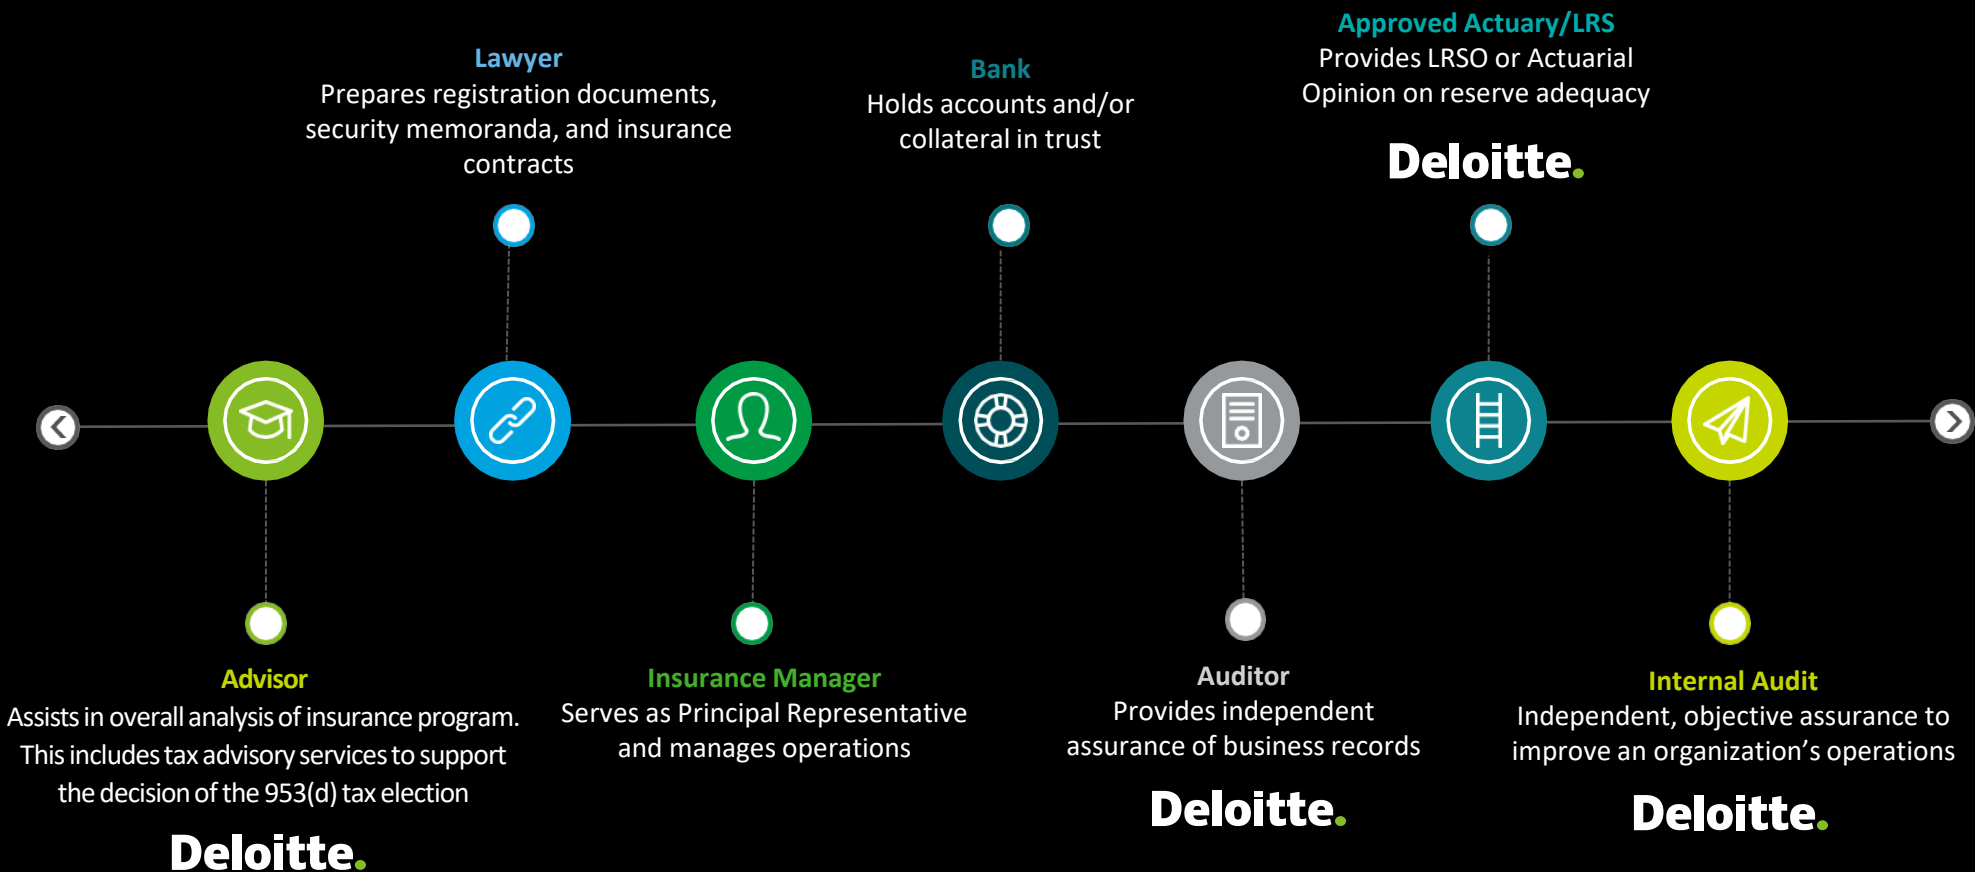 Advisor
Assists in overall analysis of insurance program.
This includes tax advisory services to support
the decision of the 953(d) tax election
Deloitte.
Lawyer
Prepares registration documents,
security memoranda, and insurance
contracts
Insurance Manager
Serves as Principal Representative
and manages operations
Bank
Holds accounts and/or
collateral in trust
Auditor
Provides independent
assurance of business records
Deloitte.
Approved Actuary/LRS
Provides LRSO or Actuarial
Opinion on reserve adequacy
Deloitte.
Internal Audit
Independent, objective assurance to
improve an organization’s operations
Deloitte.